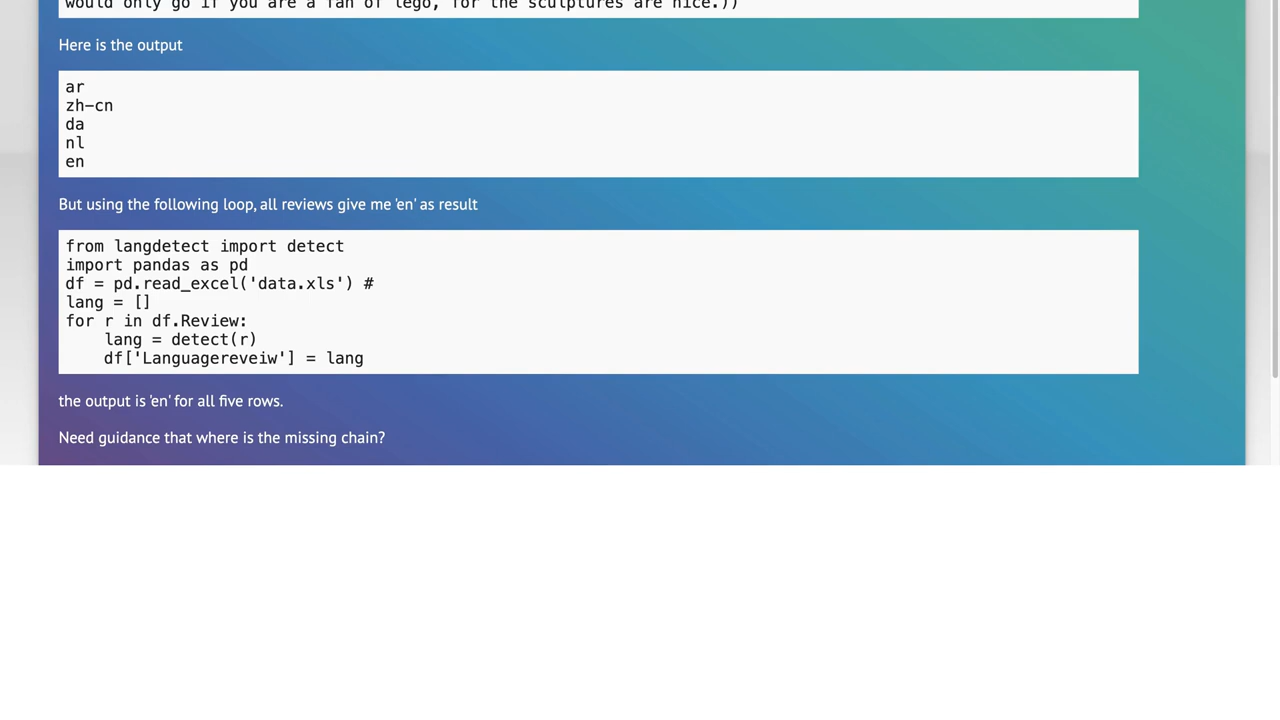 would only go if you are a fan of lego, for the sculptures are nice.))
Here is the output
ar
zh-cn
da
nl
en
But using the following loop, all reviews give me 'en' as result
from langdetect import detect
import pandas as pd
df = pd.read_excel('data.xls') #
lang = []
for r in df.Review:
    lang = detect(r)
    df['Languagereveiw'] = lang
the output is 'en' for all five rows.
Need guidance that where is the missing chain?